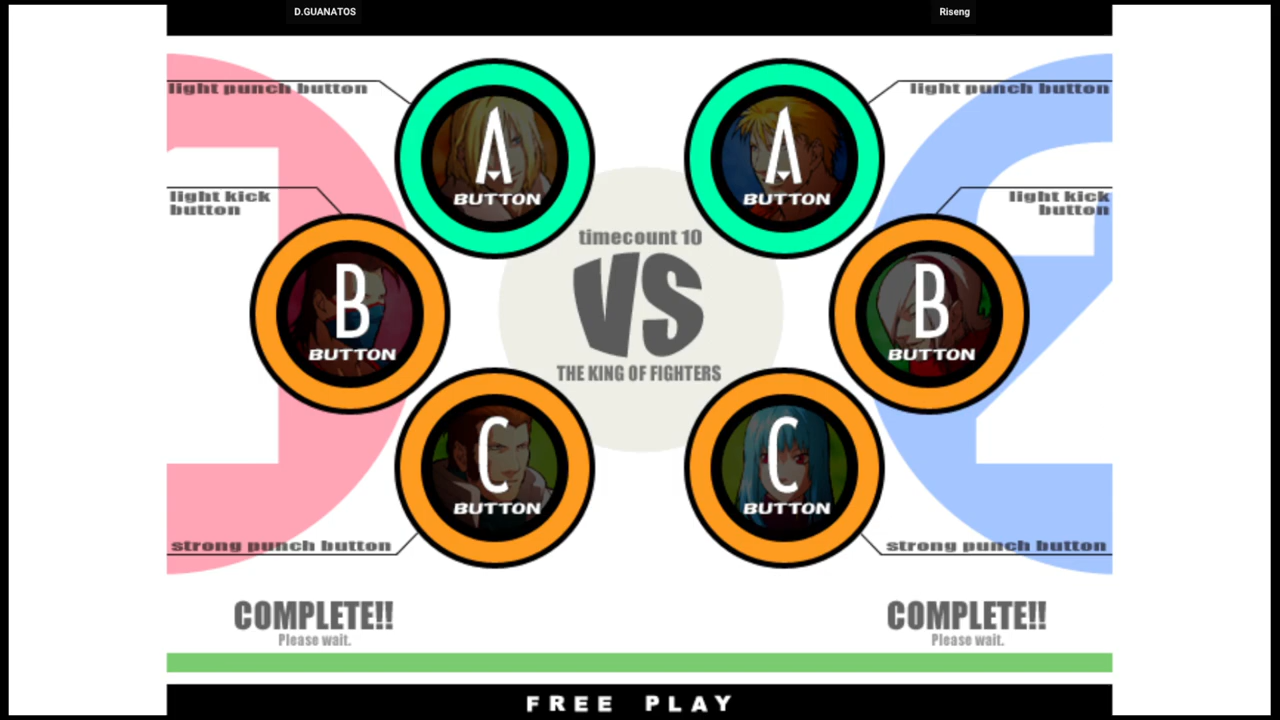 D.GUANATOS
Riseng
light punch button
light punch button
A
BUTTON
A
BUTTON
light kick
button
light kick
button
timecount 10
VS
THE KING OF FIGHTERS
B
BUTTON
B
BUTTON
C
BUTTON
C
BUTTON
strong punch button
strong punch button
COMPLETE!!
Please wait.
COMPLETE!!
Please wait.
FREE PLAY
1
2